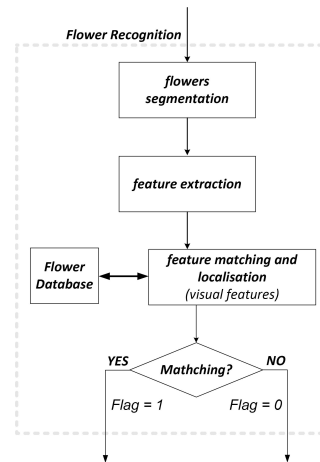 Flower Recognition
flowers
segmentation
feature extraction
Flower
Database
feature matching and
localisation
(visual features)
Mathching?
YES
NO
Flag = 1
Flag = 0